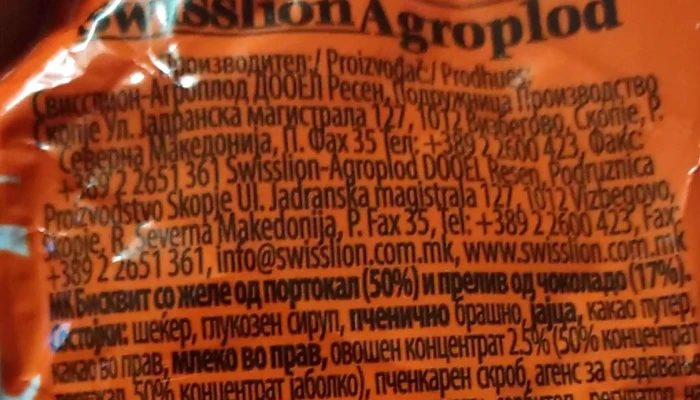 Swisslion Agroplod
Производител:/ Proizvođač:/ Prodhues:
Свисслион-Агроплод ДООЕЛ Ресен, Подружница Производство
Скопје Ул. Јадранска магистрала 127, 1012 Визбегово, Скопје, Р.
Северна Македонија, П. Фах 35 Тел: +389 2 2600 423, Факс:
+389 2 2651 361 Swisslion-Agroplod DOOEL Resen, Podruznica
Proizvodstvo Skopje Ul. Jadranska magistrala 127, 1012 Vizbegovo,
Skopje, R. Severna Makedonija, P. Fax 35, Tel: +389 2 2600 423, Fax:
+389 2 2651 361, info@swisslion.com.mk, www.swisslion.com.mk
МК Бисквит со желе од портокал (50%) и прелив од чоколадо (17%).
Состојки: шеќер, глукозен сируп, пченично брашно, јајца, какао путер,
какао во прав, млеко во прав, овошен концентрат 2.5% (50% концентрат
портокал, 50% концентрат јаболко), пченкарен скроб, агенс за создавање